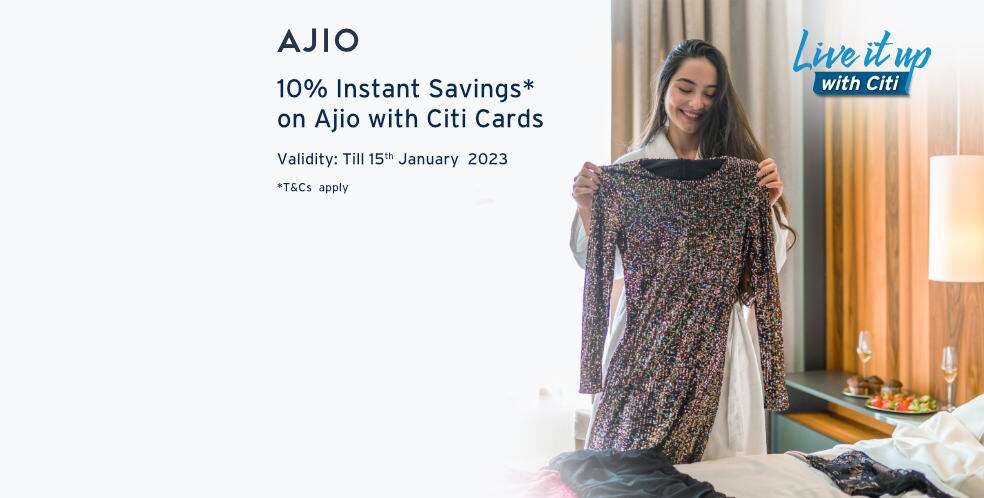 AJIO
10% Instant Savings*
on Ajio with Citi Cards
Validity: Till 15th January 2023
*T&Cs apply
Live it up
with Citi